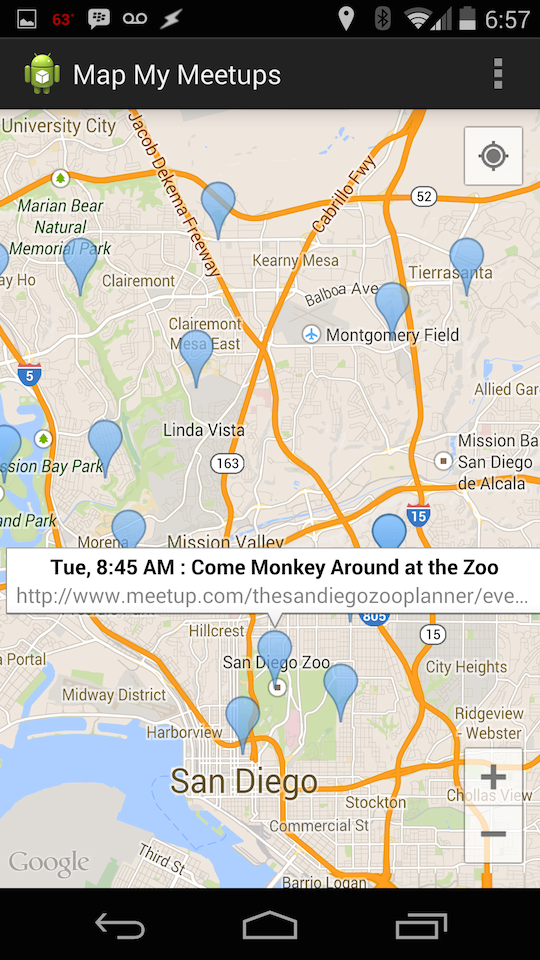 63°
6:57
Map My Meetups
University City
Jacob Dekema Freeway
Cabrillo Fwy
52
Marian Bear
Natural
Memorial Park
Kearny Mesa
Tierrasanta
ay Ho
Clairemont
Balboa Ave
Clairemont
Mesa East
Montgomery Field
5
Allied Gar
Linda Vista
Mission Ba
San Diego
de Alcala
ssion Bay Park
163
15
and Park
Morena
Mission Valley
Tue, 8:45 AM : Come Monkey Around at the Zoo
http://www.meetup.com/thesandiegozooplanner/eve...
805
Hillcrest
15
a Portal
San Diego Zoo
City Heights
Midway District
Ridgeview
- Webster
Harborview
San Diego
Stockton
Chollas View
Commercial St
Google
Third St
Barrio Logan